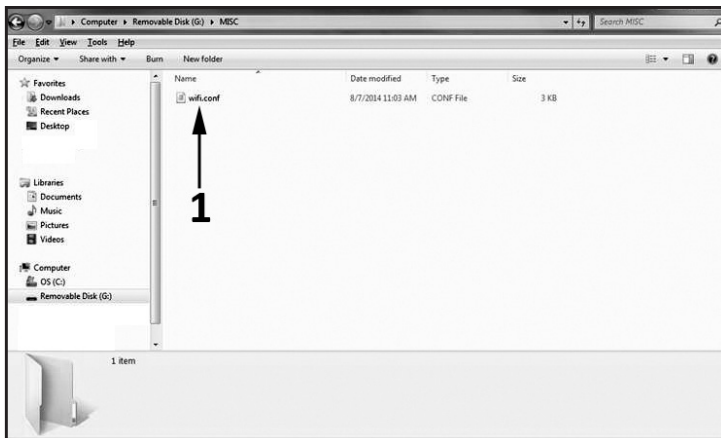 Computer ▸ Removable Disk (G:) ▸ MISC
Search MISC
File Edit View Tools Help
Organize Share with Burn New folder
Favorites
Downloads
Recent Places
Desktop
Libraries
Documents
Music
Pictures
Videos
Computer
OS (C:)
Removable Disk (G:)
Name Date modified Type Size
wifi.conf 8/7/2014 11:03 AM CONF File 3 KB
1
1 item